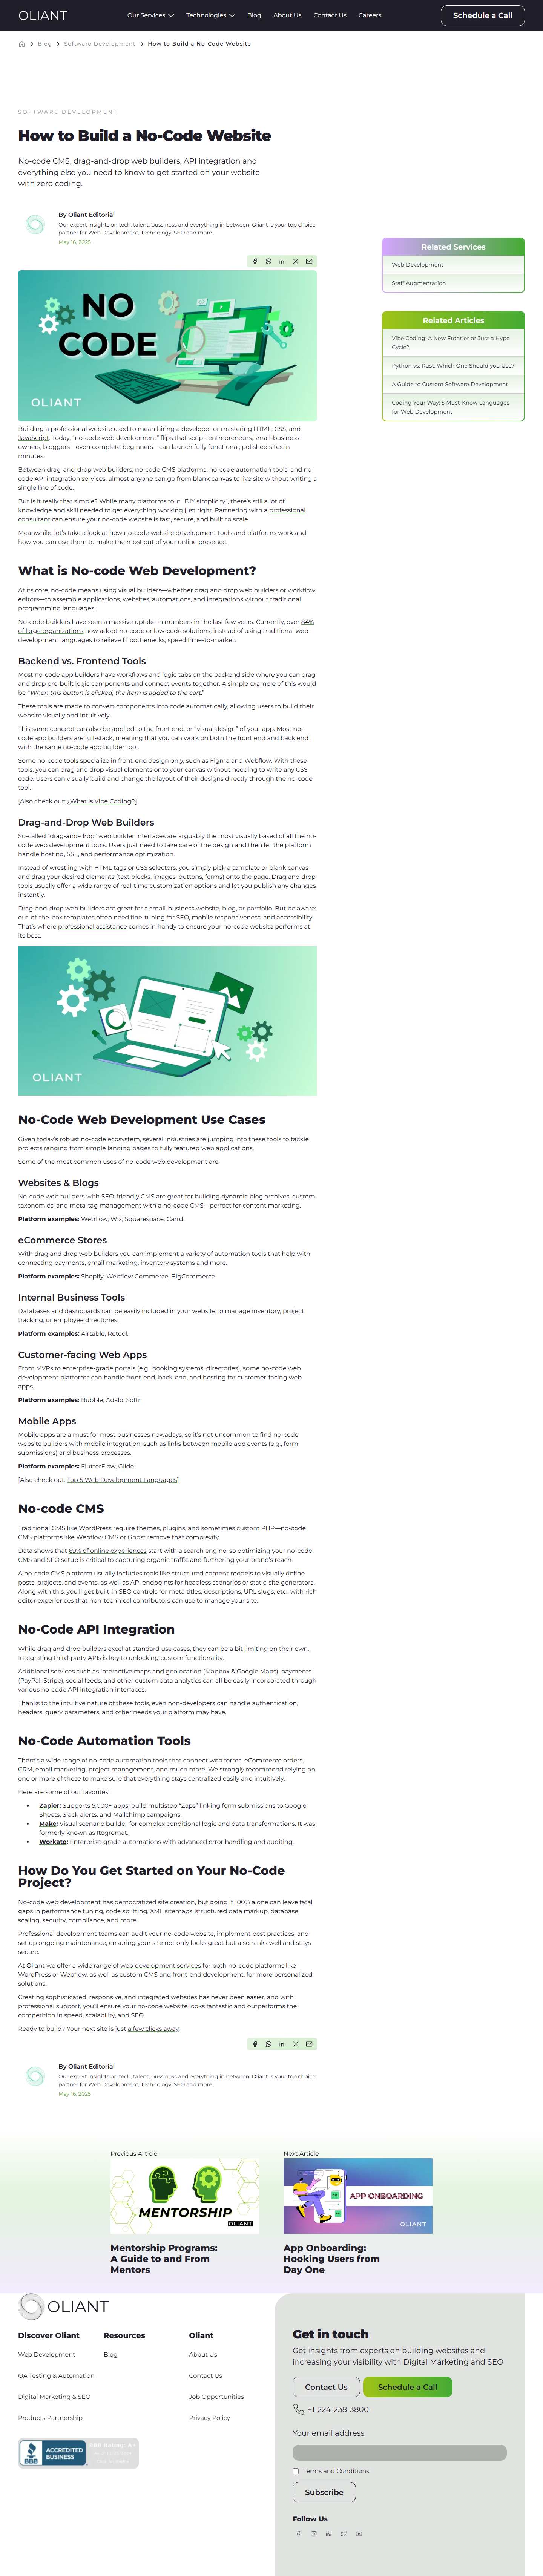 OLIANT
Our Services
Technologies
Blog
About Us
Contact Us
Careers
Schedule a Call
Blog
Software Development
How to Build a No-Code Website
SOFTWARE DEVELOPMENT
How to Build a No-Code Website
No-code CMS, drag-and-drop web builders, API integration and
everything else you need to know to get started on your website
with zero coding.
By Oliant Editorial
Our expert insights on tech, talent, bussiness and everything in between. Oliant is your top choice
partner for Web Development, Technology, SEO and more.
May 16, 2025
Related Services
Web Development
Staff Augmentation
Related Articles
Vibe Coding: A New Frontier or Just a Hype
Cycle?
Python vs. Rust: Which One Should you Use?
A Guide to Custom Software Development
Coding Your Way: 5 Must-Know Languages
for Web Development
NO
CODE
OLIANT
Building a professional website used to mean hiring a developer or mastering HTML, CSS, and
JavaScript. Today, “no-code web development” flips that script: entrepreneurs, small-business
owners, bloggers—even complete beginners—can launch fully functional, polished sites in
minutes.
Between drag-and-drop web builders, no-code CMS platforms, no-code automation tools, and no-
code API integration services, almost anyone can go from blank canvas to live site without writing a
single line of code.
But is it really that simple? While many platforms tout “DIY simplicity”, there’s still a lot of
knowledge and skill needed to get everything working just right. Partnering with a professional
consultant can ensure your no-code website is fast, secure, and built to scale.
Meanwhile, let’s take a look at how no-code website development tools and platforms work and
how you can use them to make the most out of your online presence.
What is No-code Web Development?
At its core, no-code means using visual builders—whether drag and drop web builders or workflow
editors—to assemble applications, websites, automations, and integrations without traditional
programming languages.
No-code builders have seen a massive uptake in numbers in the last few years. Currently, over 84%
of large organizations now adopt no-code or low-code solutions, instead of using traditional web
development languages to relieve IT bottlenecks, speed time-to-market.
Backend vs. Frontend Tools
Most no-code app builders have workflows and logic tabs on the backend side where you can drag
and drop pre-built logic components and connect events together. A simple example of this would
be “When this button is clicked, the item is added to the cart.”
These tools are made to convert components into code automatically, allowing users to build their
website visually and intuitively.
This same concept can also be applied to the front end, or “visual design” of your app. Most no-
code app builders are full-stack, meaning that you can work on both the front end and back end
with the same no-code app builder tool.
Some no-code tools specialize in front-end design only, such as Figma and Webflow. With these
tools, you can drag and drop visual elements onto your canvas without needing to write any CSS
code. Users can visually build and change the layout of their designs directly through the no-code
tool.
[Also check out: ¿What is Vibe Coding?]
Drag-and-Drop Web Builders
So-called “drag-and-drop” web builder interfaces are arguably the most visually based of all the no-
code web development tools. Users just need to take care of the design and then let the platform
handle hosting, SSL, and performance optimization.
Instead of wrestling with HTML tags or CSS selectors, you simply pick a template or blank canvas
and drag your desired elements (text blocks, images, buttons, forms) onto the page. Drag and drop
tools usually offer a wide range of real-time customization options and let you publish any changes
instantly.
Drag-and-drop web builders are great for a small-business website, blog, or portfolio. But be aware:
out-of-the-box templates often need fine-tuning for SEO, mobile responsiveness, and accessibility.
That’s where professional assistance comes in handy to ensure your no-code website performs at
its best.
OLIANT
No-Code Web Development Use Cases
Given today’s robust no-code ecosystem, several industries are jumping into these tools to tackle
projects ranging from simple landing pages to fully featured web applications.
Some of the most common uses of no-code web development are:
Websites & Blogs
No-code web builders with SEO-friendly CMS are great for building dynamic blog archives, custom
taxonomies, and meta-tag management with a no-code CMS—perfect for content marketing.
Platform examples: Webflow, Wix, Squarespace, Carrd.
eCommerce Stores
With drag and drop web builders you can implement a variety of automation tools that help with
connecting payments, email marketing, inventory systems and more.
Platform examples: Shopify, Webflow Commerce, BigCommerce.
Internal Business Tools
Databases and dashboards can be easily included in your website to manage inventory, project
tracking, or employee directories.
Platform examples: Airtable, Retool.
Customer-facing Web Apps
From MVPs to enterprise-grade portals (e.g., booking systems, directories), some no-code web
development platforms can handle front-end, back-end, and hosting for customer-facing web
apps.
Platform examples: Bubble, Adalo, Softr.
Mobile Apps
Mobile apps are a must for most businesses nowadays, so it’s not uncommon to find no-code
website builders with mobile integration, such as links between mobile app events (e.g., form
submissions) and business processes.
Platform examples: FlutterFlow, Glide.
[Also check out: Top 5 Web Development Languages]
No-code CMS
Traditional CMS like WordPress require themes, plugins, and sometimes custom PHP—no-code
CMS platforms like Webflow CMS or Ghost remove that complexity.
Data shows that 69% of online experiences start with a search engine, so optimizing your no-code
CMS and SEO setup is critical to capturing organic traffic and furthering your brand’s reach.
A no-code CMS platform usually includes tools like structured content models to visually define
posts, projects, and events, as well as API endpoints for headless scenarios or static-site generators.
Along with this, you'll get built-in SEO controls for meta titles, descriptions, URL slugs, etc., with rich
editor experiences that non-technical contributors can use to manage your site.
No-Code API Integration
While drag and drop builders excel at standard use cases, they can be a bit limiting on their own.
Integrating third-party APIs is key to unlocking custom functionality.
Additional services such as interactive maps and geolocation (Mapbox & Google Maps), payments
(PayPal, Stripe), social feeds, and other custom data analytics can all be easily incorporated through
various no-code API integration interfaces.
Thanks to the intuitive nature of these tools, even non-developers can handle authentication,
headers, query parameters, and other needs your platform may have.
No-Code Automation Tools
There’s a wide range of no-code automation tools that connect web forms, eCommerce orders,
CRM, email marketing, project management, and much more. We strongly recommend relying on
one or more of these to make sure that everything stays centralized easily and intuitively.
Here are some of our favorites:
• Zapier: Supports 5,000+ apps; build multistep “Zaps” linking form submissions to Google
Sheets, Slack alerts, and Mailchimp campaigns.
• Make: Visual scenario builder for complex conditional logic and data transformations. It was
formerly known as Itegromat.
• Workato: Enterprise-grade automations with advanced error handling and auditing.
How Do You Get Started on Your No-Code
Project?
No-code web development has democratized site creation, but going it 100% alone can leave fatal
gaps in performance tuning, code splitting, XML sitemaps, structured data markup, database
scaling, security, compliance, and more.
Professional development teams can audit your no-code website, implement best practices, and
set up ongoing maintenance, ensuring your site not only looks great but also ranks well and stays
secure.
At Oliant we offer a wide range of web development services for both no-code platforms like
WordPress or Webflow, as well as custom CMS and front-end development, for more personalized
solutions.
Creating sophisticated, responsive, and integrated websites has never been easier, and with
professional support, you’ll ensure your no-code website looks fantastic and outperforms the
competition in speed, scalability, and SEO.
Ready to build? Your next site is just a few clicks away.
By Oliant Editorial
Our expert insights on tech, talent, bussiness and everything in between. Oliant is your top choice
partner for Web Development, Technology, SEO and more.
May 16, 2025
Previous Article
MENTORSHIP
OLIANT
Mentorship Programs:
A Guide to and From
Mentors
Next Article
APP ONBOARDING
OLIANT
App Onboarding:
Hooking Users from
Day One
OLIANT
Discover Oliant
Web Development
QA Testing & Automation
Digital Marketing & SEO
Products Partnership
Resources
Blog
Oliant
About Us
Contact Us
Job Opportunities
Privacy Policy
BBB
ACCREDITED
BUSINESS
BBB Rating: A-
Get in touch
Get insights from experts on building websites and
increasing your visibility with Digital Marketing and SEO
Contact Us
Schedule a Call
+1-224-238-3800
Your email address
Terms and Conditions
Subscribe
Follow Us